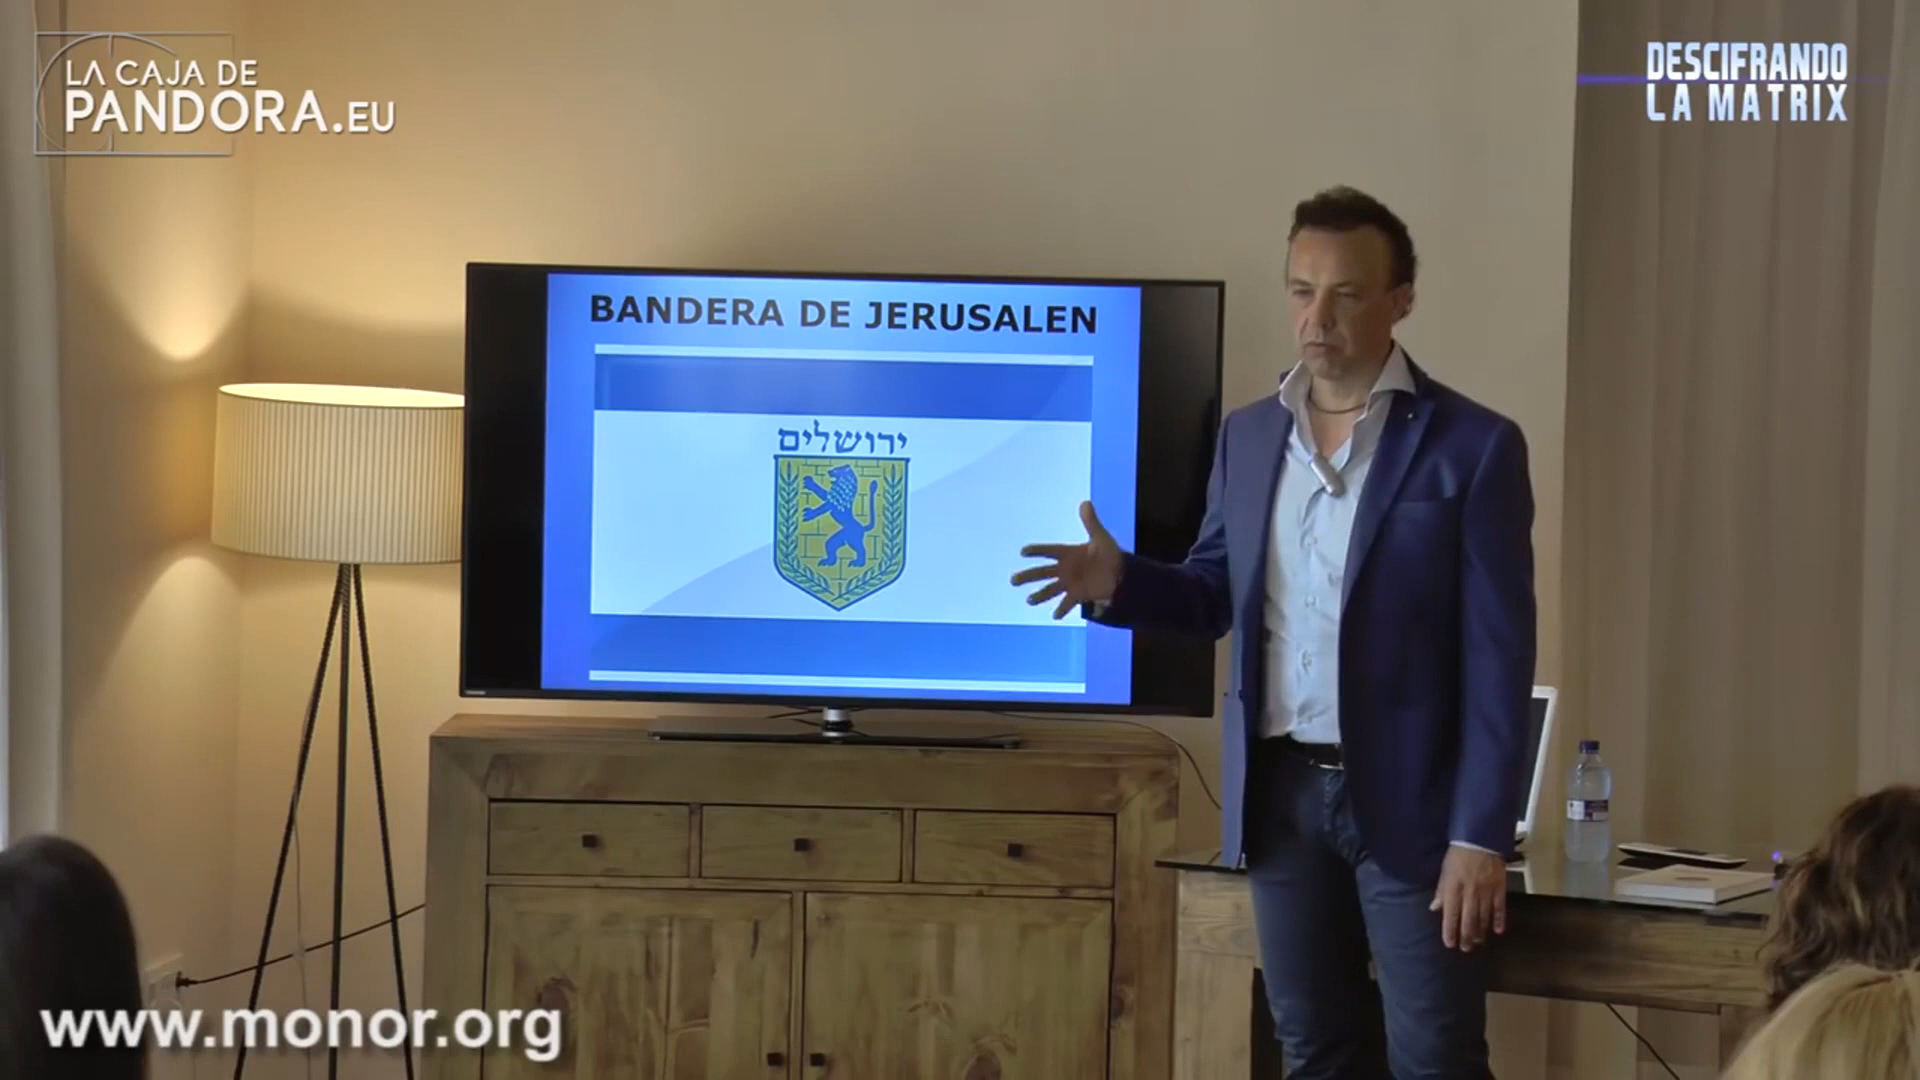 LA CAJA DE
PANDORA.EU
DESCIFRANDO
LA MATRIX
BANDERA DE JERUSALEN
ירושלים
www.monor.org